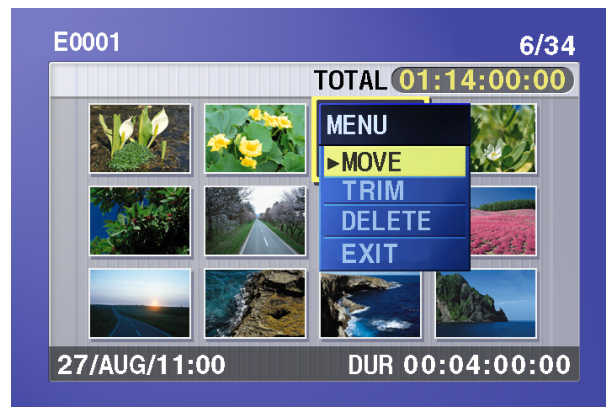 E0001 6/34
TOTAL 01:14:00:00
MENU
►MOVE
TRIM
DELETE
EXIT
27/AUG/11:00 DUR 00:04:00:00